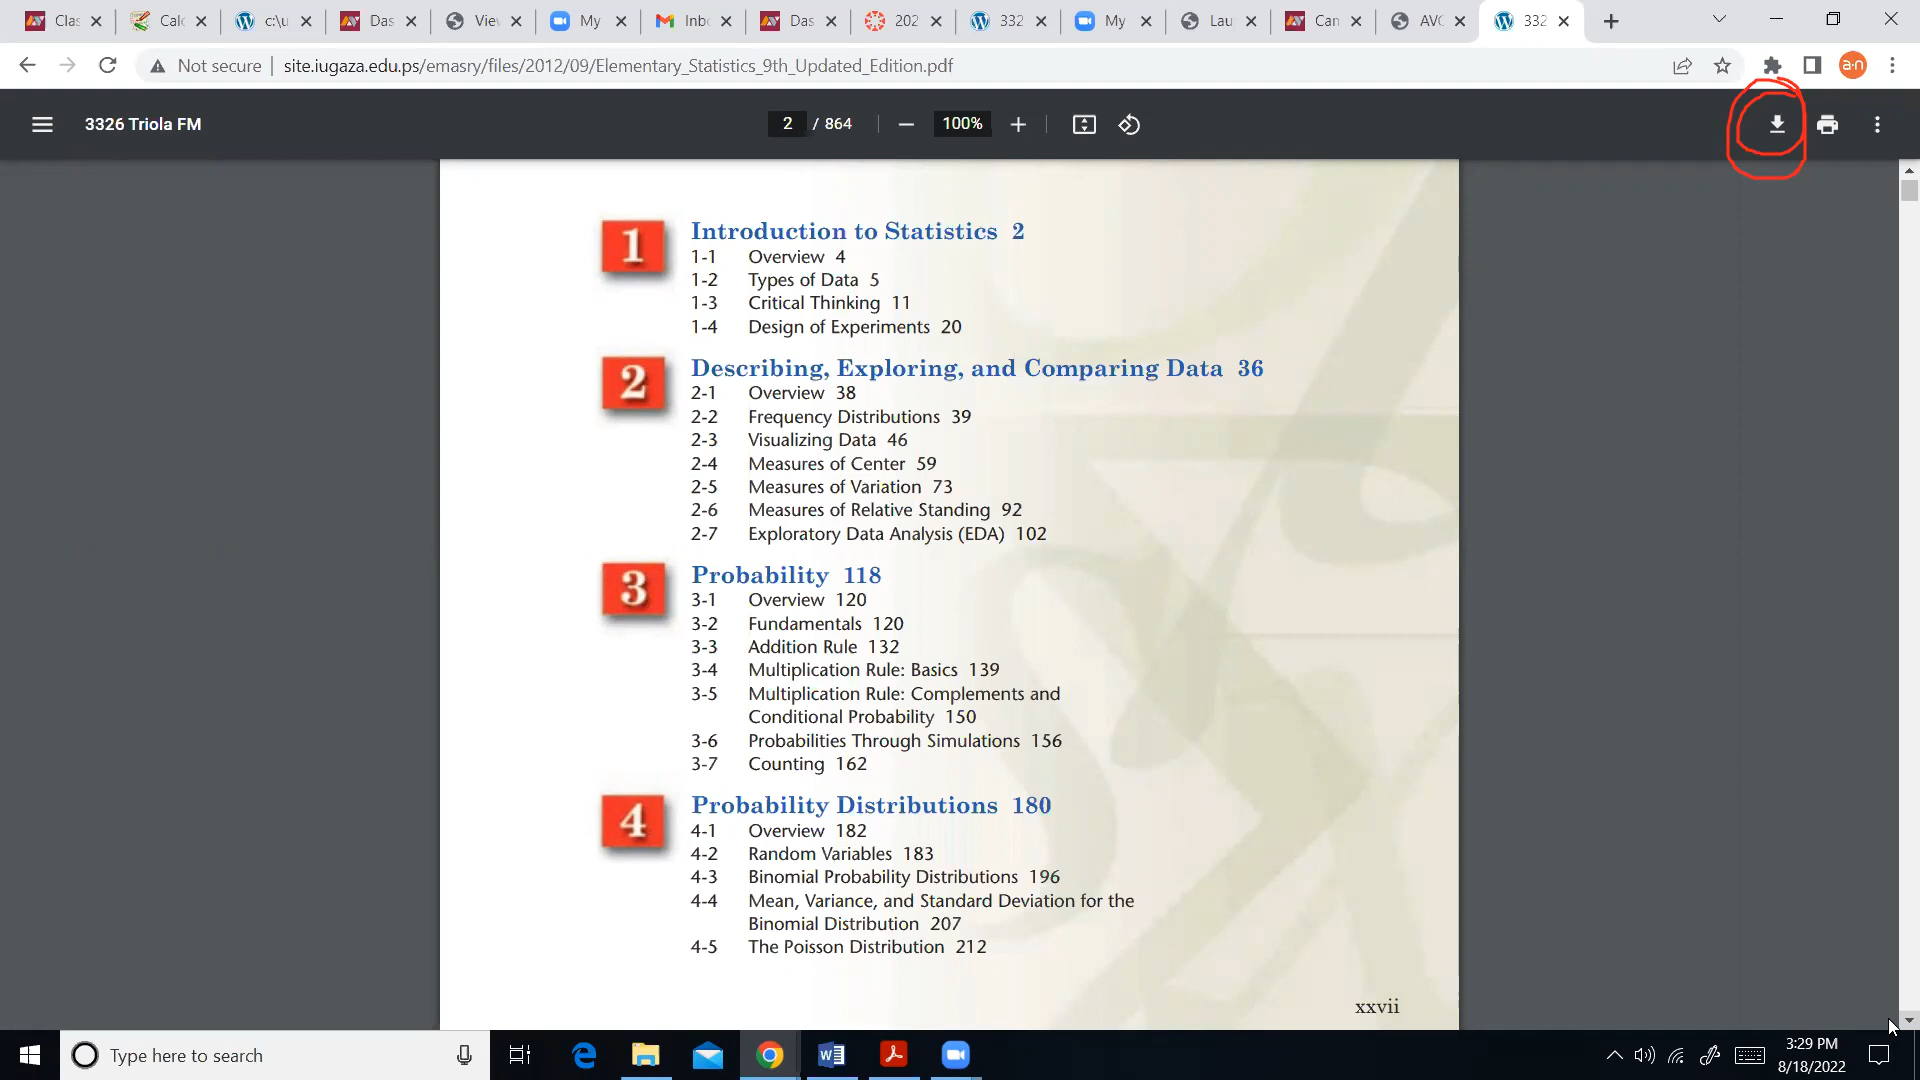 Clas
Calc
c:\u
Das
Viev
My
Inbo
Das
202
332
My
Lau
Can
AVC
332
Not secure
site.iugaza.edu.ps/emasry/files/2012/09/Elementary_Statistics_9th_Updated_Edition.pdf
a-n
3326 Triola FM
2 / 864
100%
1
Introduction to Statistics 2
1-1 Overview 4
1-2 Types of Data 5
1-3 Critical Thinking 11
1-4 Design of Experiments 20
2
Describing, Exploring, and Comparing Data 36
2-1 Overview 38
2-2 Frequency Distributions 39
2-3 Visualizing Data 46
2-4 Measures of Center 59
2-5 Measures of Variation 73
2-6 Measures of Relative Standing 92
2-7 Exploratory Data Analysis (EDA) 102
3
Probability 118
3-1 Overview 120
3-2 Fundamentals 120
3-3 Addition Rule 132
3-4 Multiplication Rule: Basics 139
3-5 Multiplication Rule: Complements and
Conditional Probability 150
3-6 Probabilities Through Simulations 156
3-7 Counting 162
4
Probability Distributions 180
4-1 Overview 182
4-2 Random Variables 183
4-3 Binomial Probability Distributions 196
4-4 Mean, Variance, and Standard Deviation for the
Binomial Distribution 207
4-5 The Poisson Distribution 212
xxvii
Type here to search
3:29 PM
8/18/2022